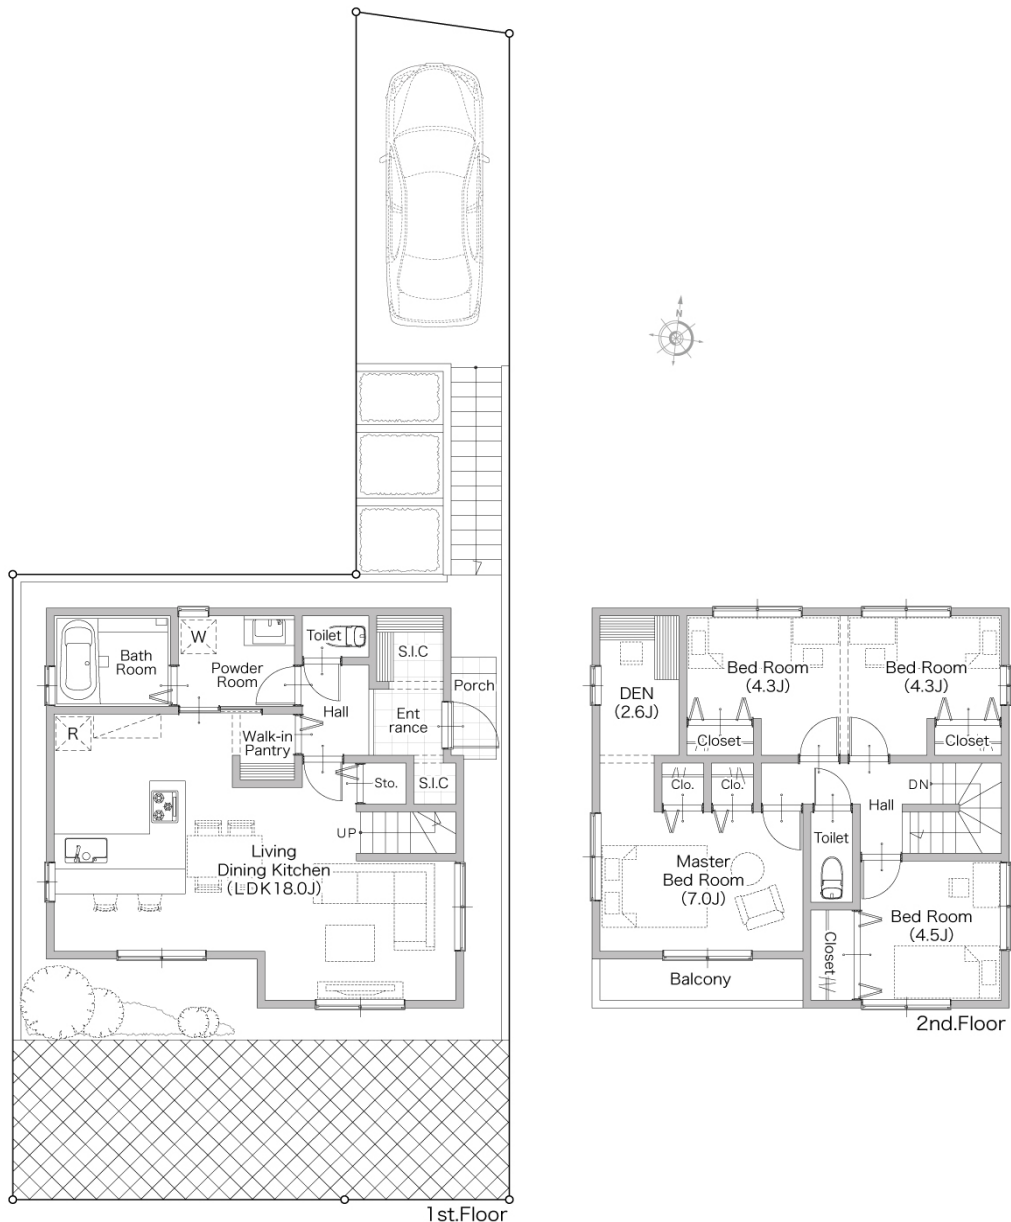 N
W
Toilet
S.I.C
Bath
Room
Powder
Room
Porch
Hall
Ent
rance
R
Walk-in
Pantry
Sto.
S.I.C
UP
Living
Dining Kitchen
(LDK18.0J)
1st.Floor
Bed Room
(4.3J)
Bed Room
(4.3J)
DEN
(2.6J)
Closet
Closet
Clo.
Clo.
DN
Hall
Toilet
Master
Bed Room
(7.0J)
Bed Room
(4.5J)
Closet
Balcony
2nd.Floor